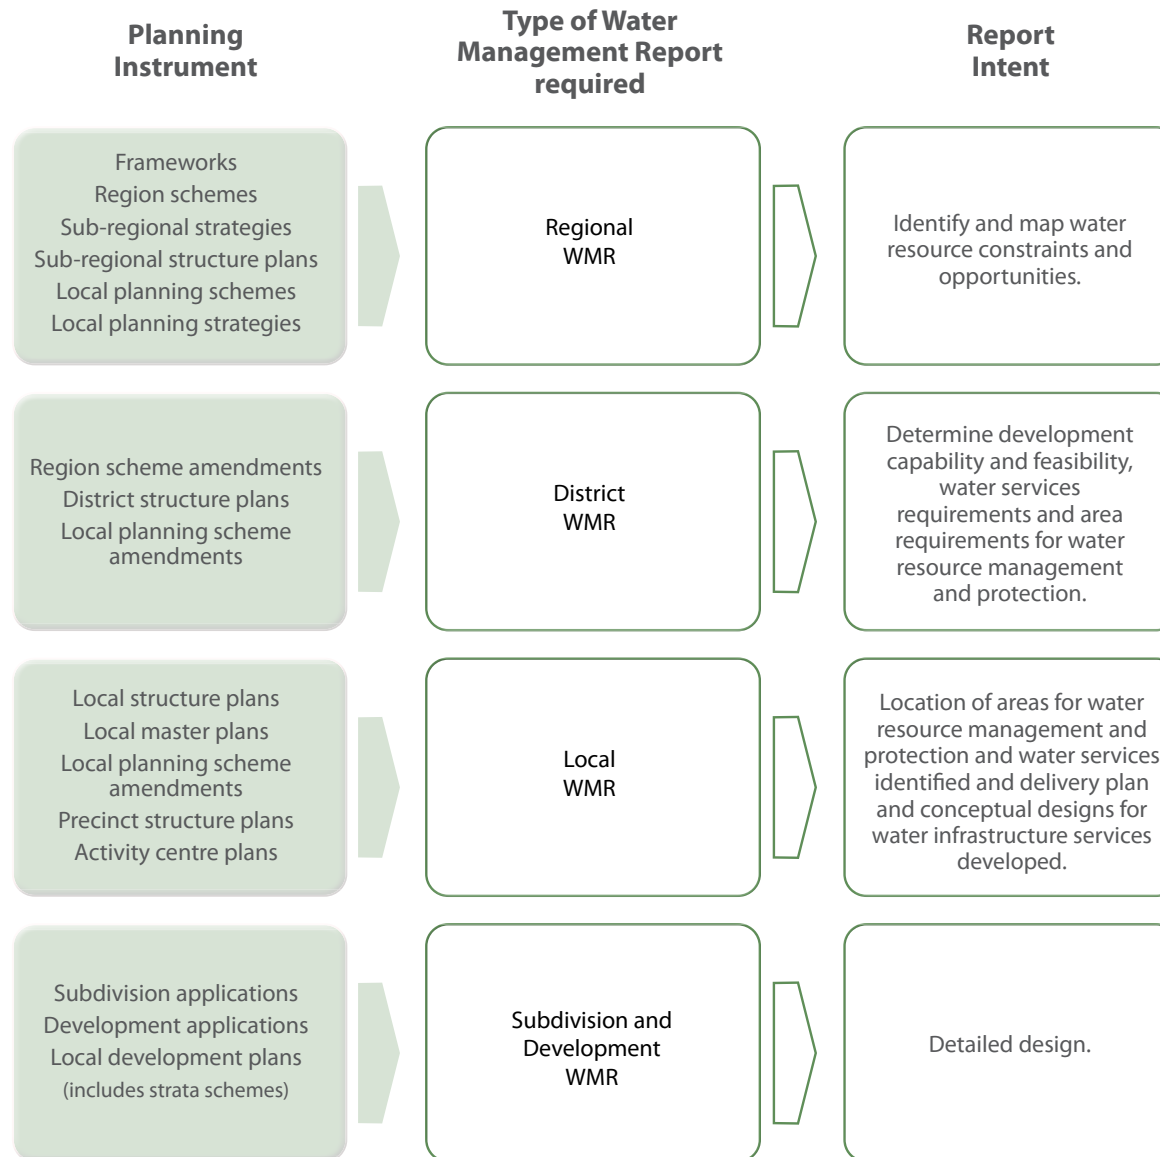 Planning
Instrument
Type of Water
Management Report
required
Report
Intent
Frameworks
Region schemes
Sub-regional strategies
Sub-regional structure plans
Local planning schemes
Local planning strategies
Regional
WMR
Identify and map water
resource constraints and
opportunities.
Region scheme amendments
District structure plans
Local planning scheme
amendments
District
WMR
Determine development
capability and feasibility,
water services
requirements and area
requirements for water
resource management
and protection.
Local structure plans
Local master plans
Local planning scheme
amendments
Precinct structure plans
Activity centre plans
Local
WMR
Location of areas for water
resource management and
protection and water services
identified and delivery plan
and conceptual designs for
water infrastructure services
developed.
Subdivision applications
Development applications
Local development plans
(includes strata schemes)
Subdivision and
Development
WMR
Detailed design.